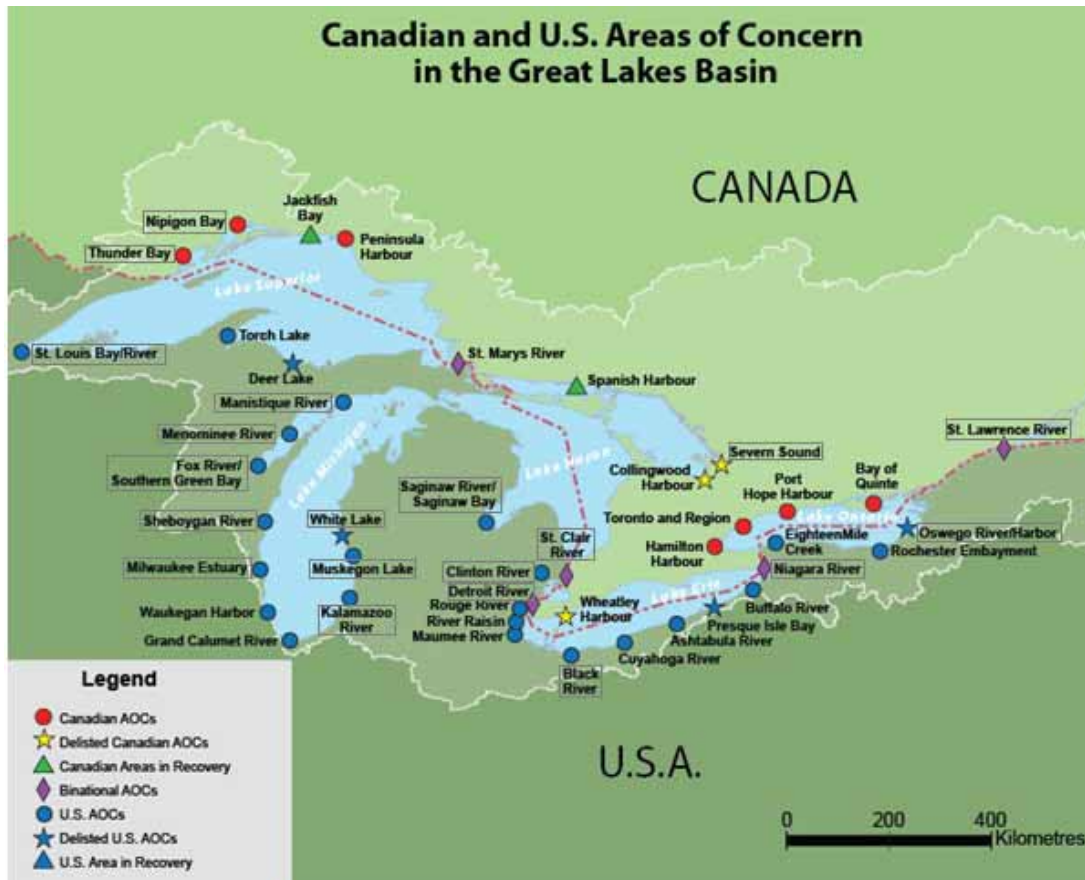 Canadian and U.S. Areas of Concern
in the Great Lakes Basin
CANADA
Jackfish
Bay
Nipigon Bay
Peninsula
Harbour
Thunder Bay
Lake Superior
Torch Lake
St. Marys River
St. Louis Bay/River
Deer Lake
Spanish Harbour
Manistique River
Menominee River
St. Lawrence River
Lake Michigan
Lake Huron
Severn Sound
Fox River/
Southern Green Bay
Collingwood
Harbour
Port
Hope Harbour
Bay of
Quinte
Saginaw River/
Saginaw Bay
Sheboygan River
White Lake
Toronto and Region
Lake Ontario
Oswego River/Harbor
St. Clair
River
Hamilton
Harbour
EighteenMile
Creek
Rochester Embayment
Milwaukee Estuary
Muskegon Lake
Clinton River
Niagara River
Detroit River
Lake Erie
Waukegan Harbor
Kalamazoo
River
Rouge River
Wheatley
Harbour
Buffalo River
River Raisin
Presque Isle Bay
Grand Calumet River
Maumee River
Ashtabula River
Cuyahoga River
Black
River
U.S.A.
Legend
Canadian AOCs
Delisted Canadian AOCs
Canadian Areas in Recovery
Binational AOCs
U.S. AOCs
Delisted U.S. AOCs
U.S. Area in Recovery
0 200 400
Kilometres